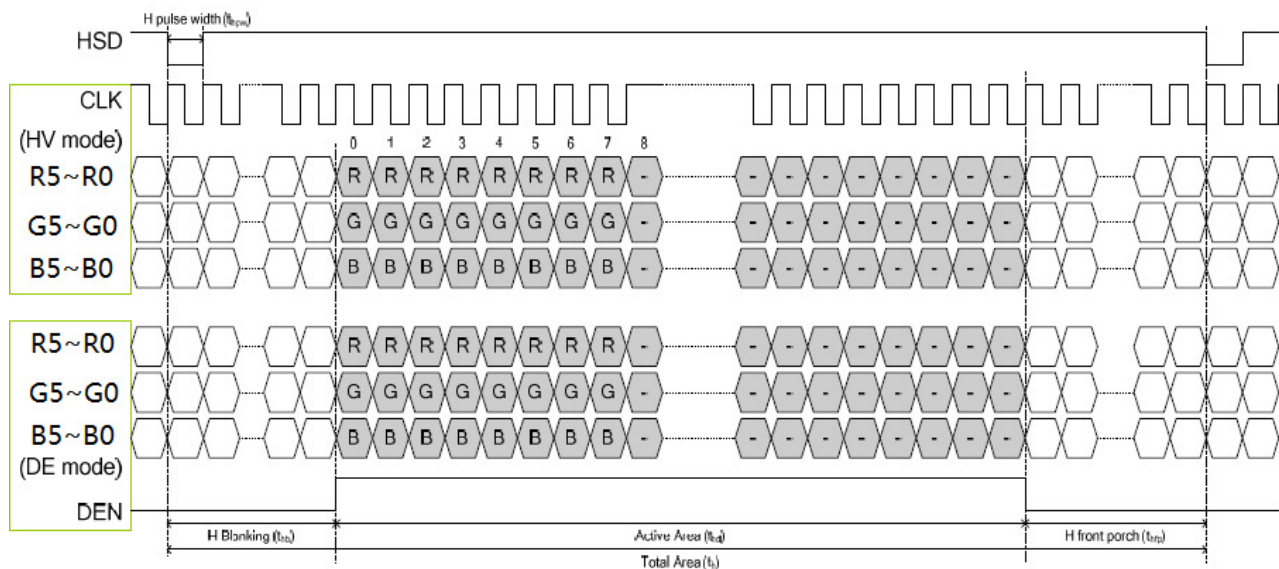 H pulse width (thpw)
HSD
CLK
(HV mode)
0 1 2 3 4 5 6 7 8
R5~R0 R R R R R R R R - - - - - - - - -
G5~G0 G G G G G G G G - - - - - - - - -
B5~B0 B B B B B B B B - - - - - - - - -
R5~R0 R R R R R R R R - - - - - - - - -
G5~G0 G G G G G G G G - - - - - - - - -
B5~B0 B B B B B B B B - - - - - - - - -
(DE mode)
DEN
H Blanking (thb) Active Area (thd) H front porch (thfp)
Total Area (th)